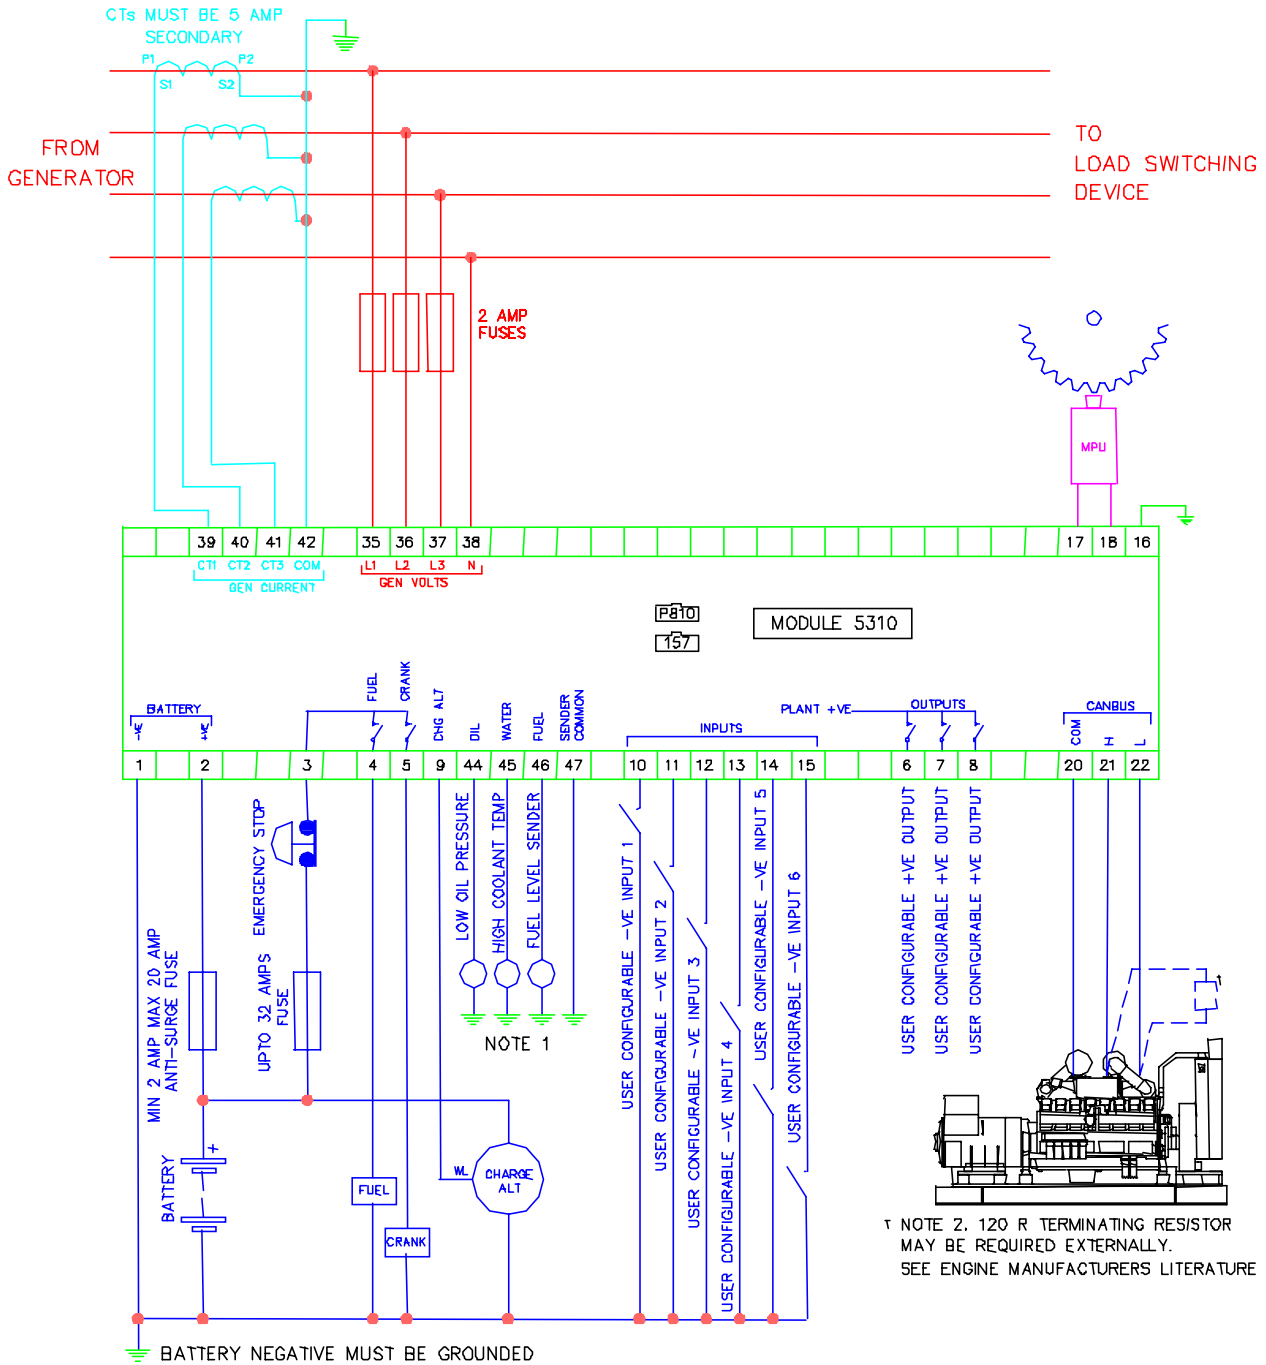 CTs MUST BE 5 AMP
SECONDARY
P1
P2
S1
S2
FROM
GENERATOR
TO
LOAD SWITCHING
DEVICE
2 AMP
FUSES
MPU
39
40
41
42
35
36
37
38
17
18
16
CT1
CT2
CT3
COM
GEN CURRENT
L1
L2
L3
N
GEN VOLTS
P810
157
MODULE 5310
BATTERY
-VE
+VE
FUEL
CRANK
CHG ALT
OIL
WATER
FUEL
SENDER
COMMON
INPUTS
PLANT +VE
OUTPUTS
CANBUS
COM
H
L
1
2
3
4
5
9
44
45
46
47
10
11
12
13
14
15
6
7
8
20
21
22
MIN 2 AMP MAX 20 AMP
ANTI-SURGE FUSE
EMERGENCY STOP
UPTO 32 AMPS
FUSE
LOW OIL PRESSURE
HIGH COOLANT TEMP
FUEL LEVEL SENDER
NOTE 1
USER CONFIGURABLE -VE INPUT 1
USER CONFIGURABLE -VE INPUT 2
USER CONFIGURABLE -VE INPUT 3
USER CONFIGURABLE -VE INPUT 4
USER CONFIGURABLE -VE INPUT 5
USER CONFIGURABLE -VE INPUT 6
USER CONFIGURABLE +VE OUTPUT
USER CONFIGURABLE +VE OUTPUT
USER CONFIGURABLE +VE OUTPUT
+
BATTERY
WL
CHARGE
ALT
FUEL
CRANK
τ
τ NOTE 2. 120 R TERMINATING RESISTOR
MAY BE REQUIRED EXTERNALLY.
SEE ENGINE MANUFACTURERS LITERATURE
BATTERY NEGATIVE MUST BE GROUNDED